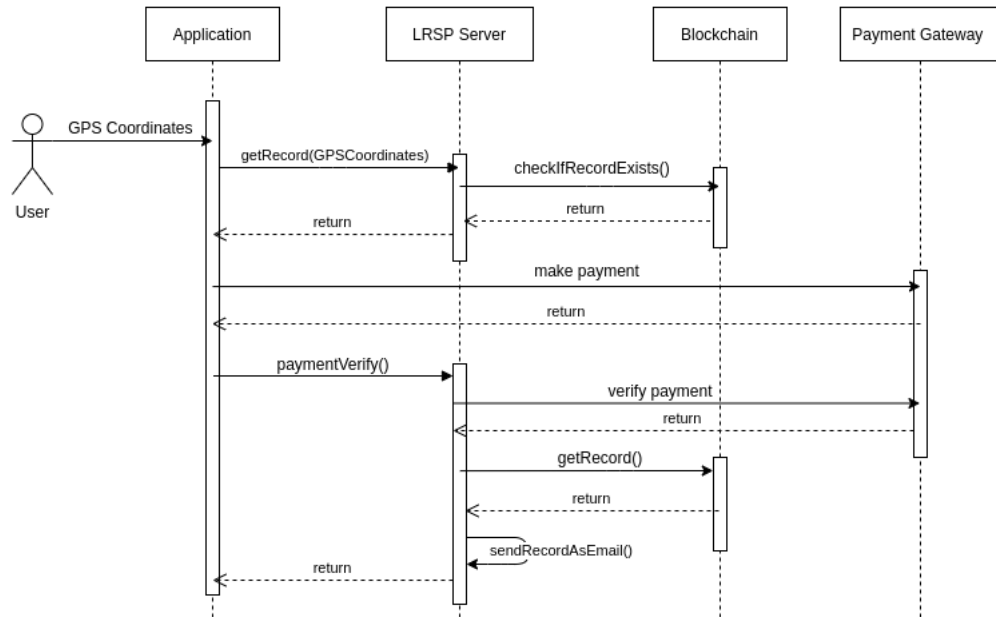 Application
LRSP Server
Blockchain
Payment Gateway
GPS Coordinates
getRecord(GPSCoordinates)
checkIfRecordExists()
User
return
return
make payment
return
paymentVerify()
verify payment
return
getRecord()
return
sendRecordAsEmail()
return